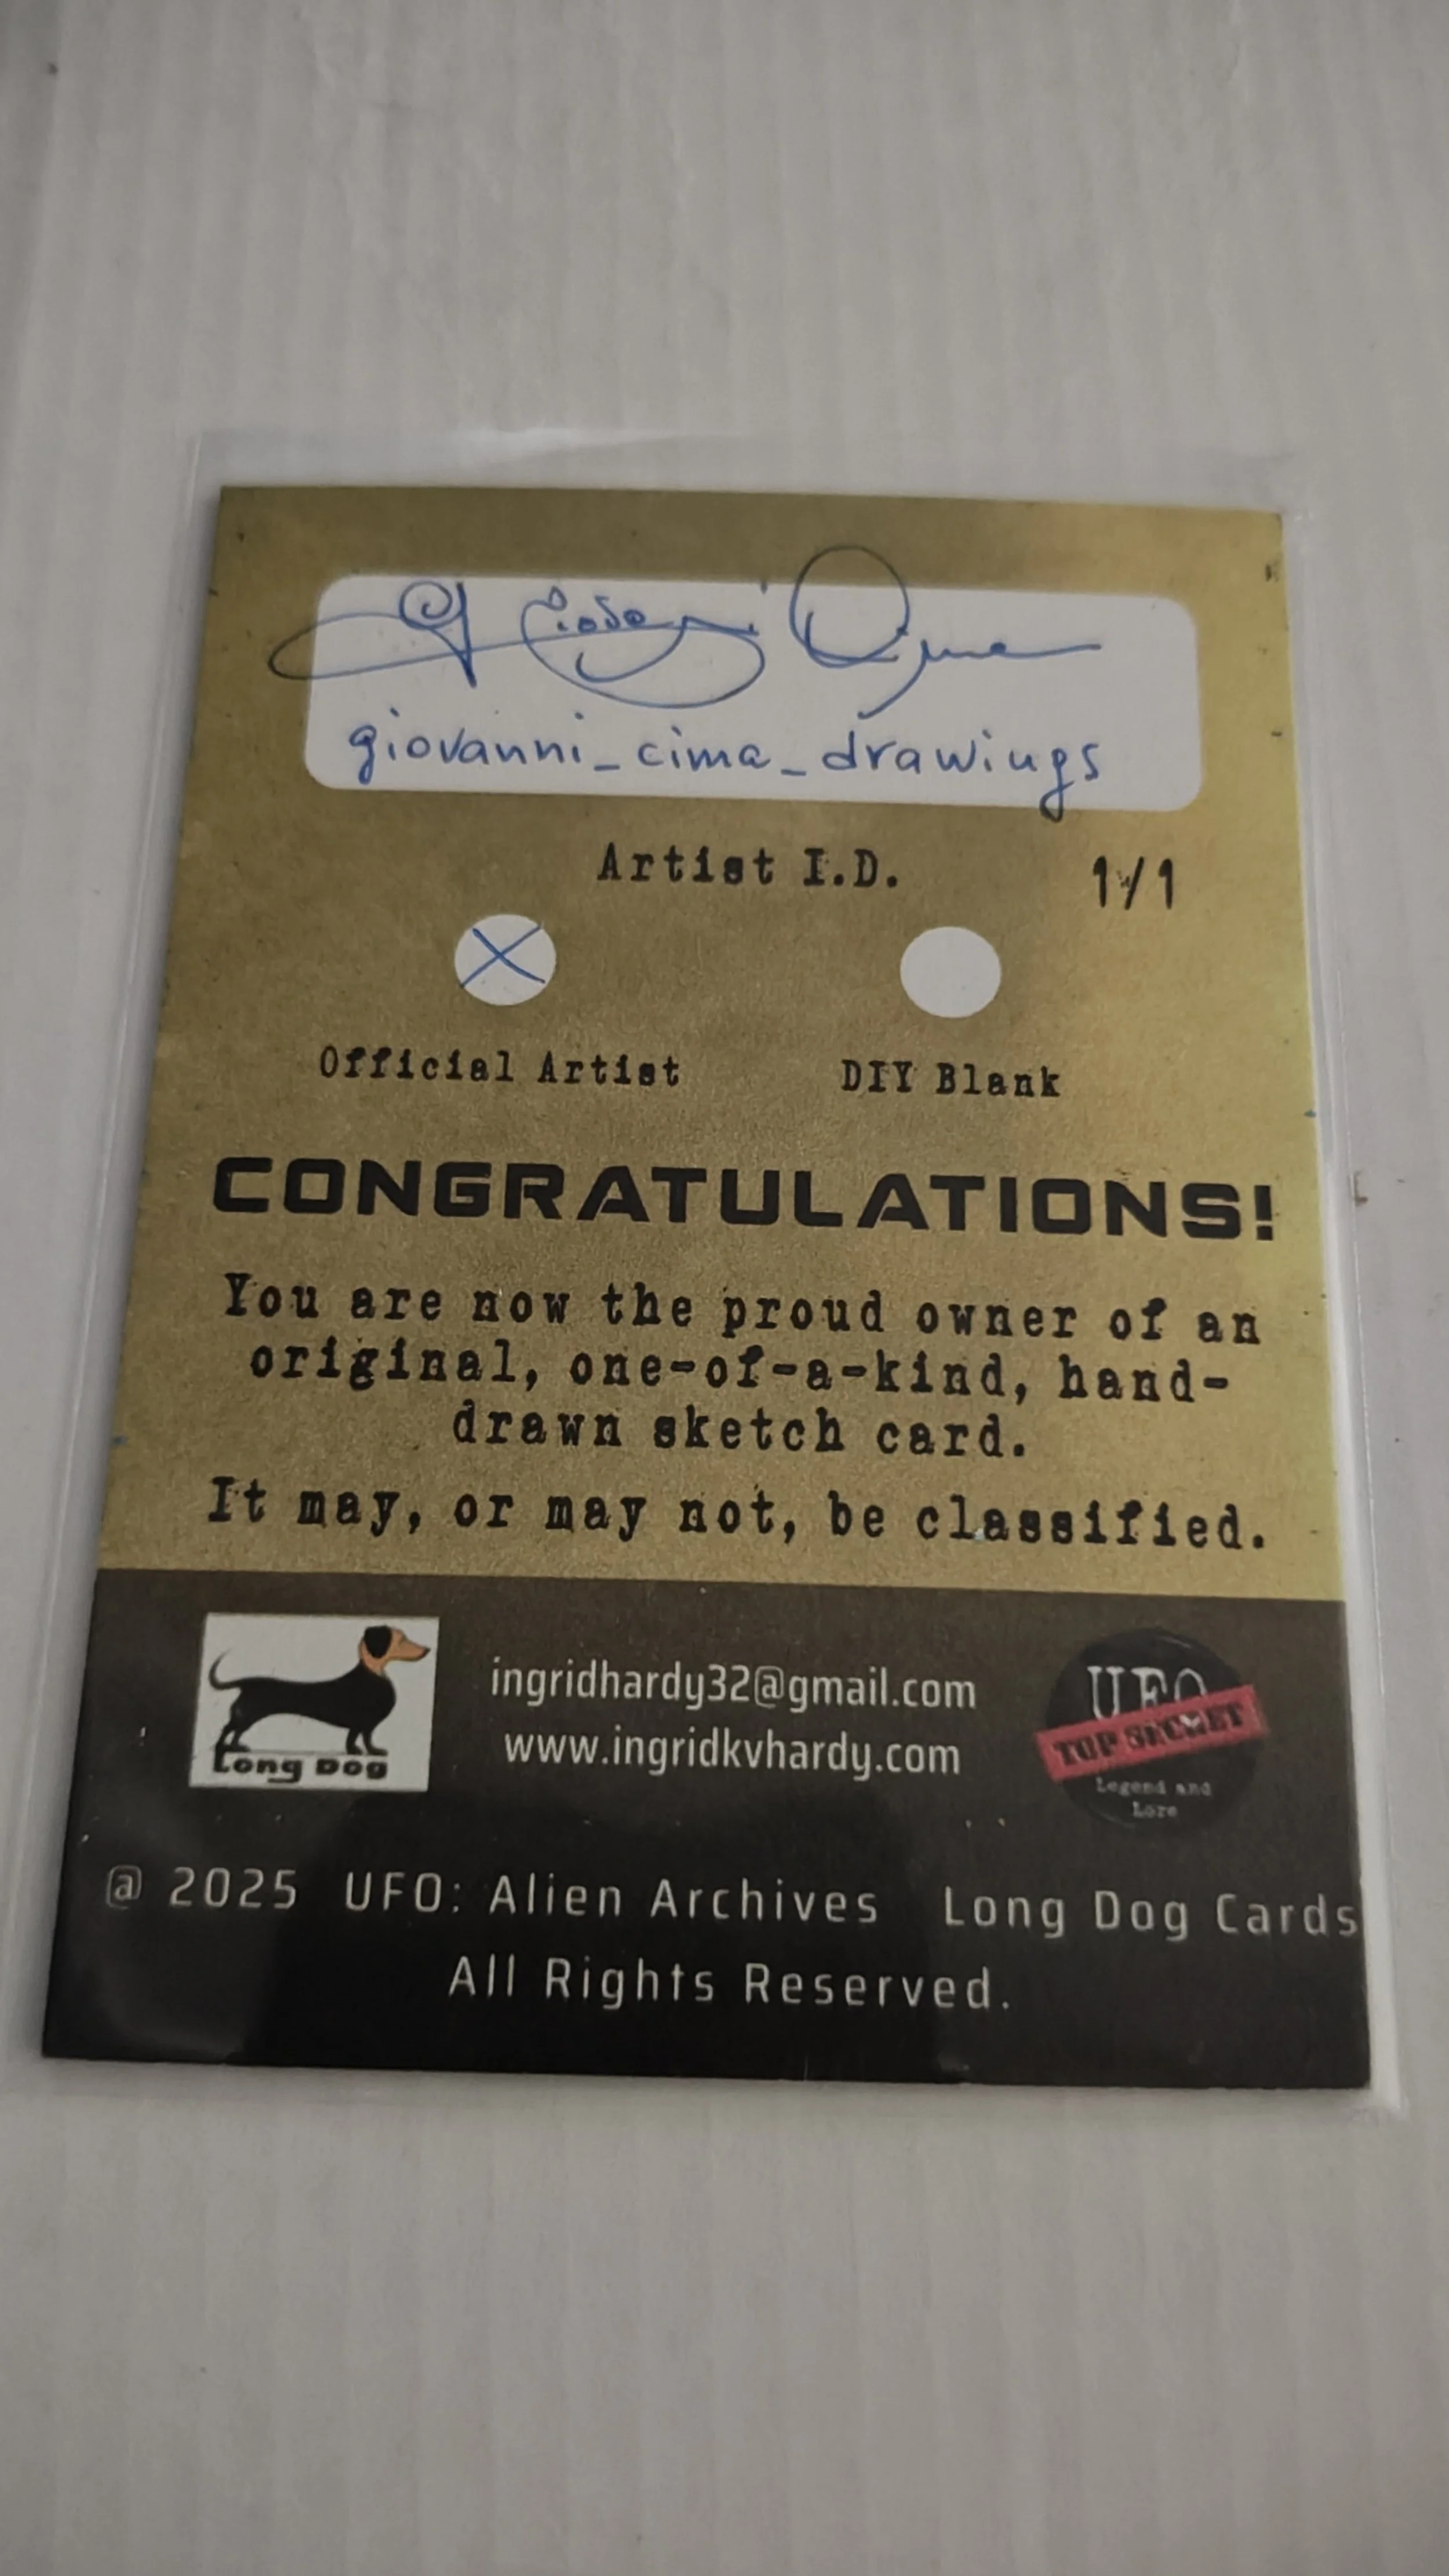 Giovanni Cima
giovanni_cima_drawings
Artist I.D.
1/1
Official Artist
DIY Blank
CONGRATULATIONS!
You are now the proud owner of an
original, one-of-a-kind, hand-
drawn sketch card.
It may, or may not, be classified.
Long Dog
ingridhardy32@gmail.com
www.ingridkvhardy.com
UFO
TOP SECRET
Legend and
Lore
@ 2025 UFO: Alien Archives Long Dog Cards
All Rights Reserved.